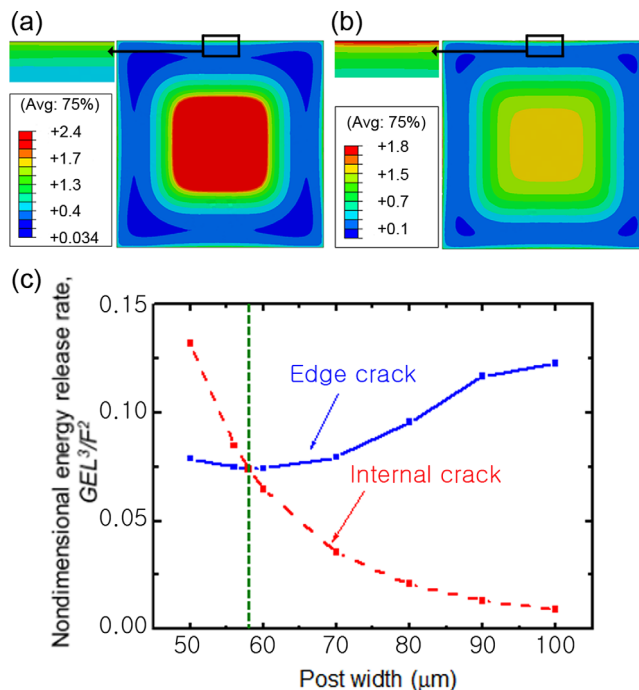 (a)
(Avg: 75%)
+2.4
+1.7
+1.3
+0.4
+0.034
(b)
(Avg: 75%)
+1.8
+1.5
+0.7
+0.1
(c)
Nondimensional energy release rate,
GEL³/F²
0.15
0.10
0.05
0.00
Edge crack
Internal crack
50 60 70 80 90 100
Post width (μm)